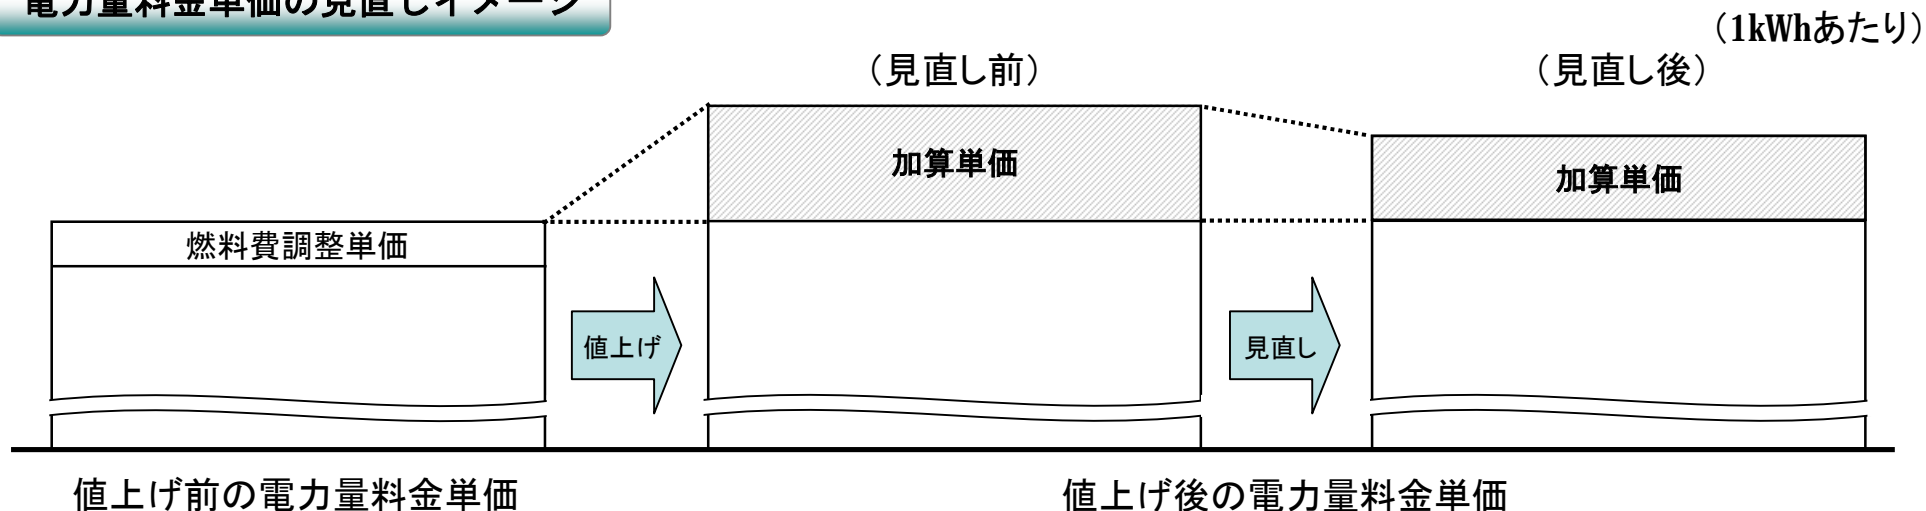 電力量料金単価の見直しイメージ
（1kWhあたり）
（見直し前）
（見直し後）
加算単価
加算単価
燃料費調整単価
値上げ
見直し
値上げ前の電力量料金単価
値上げ後の電力量料金単価